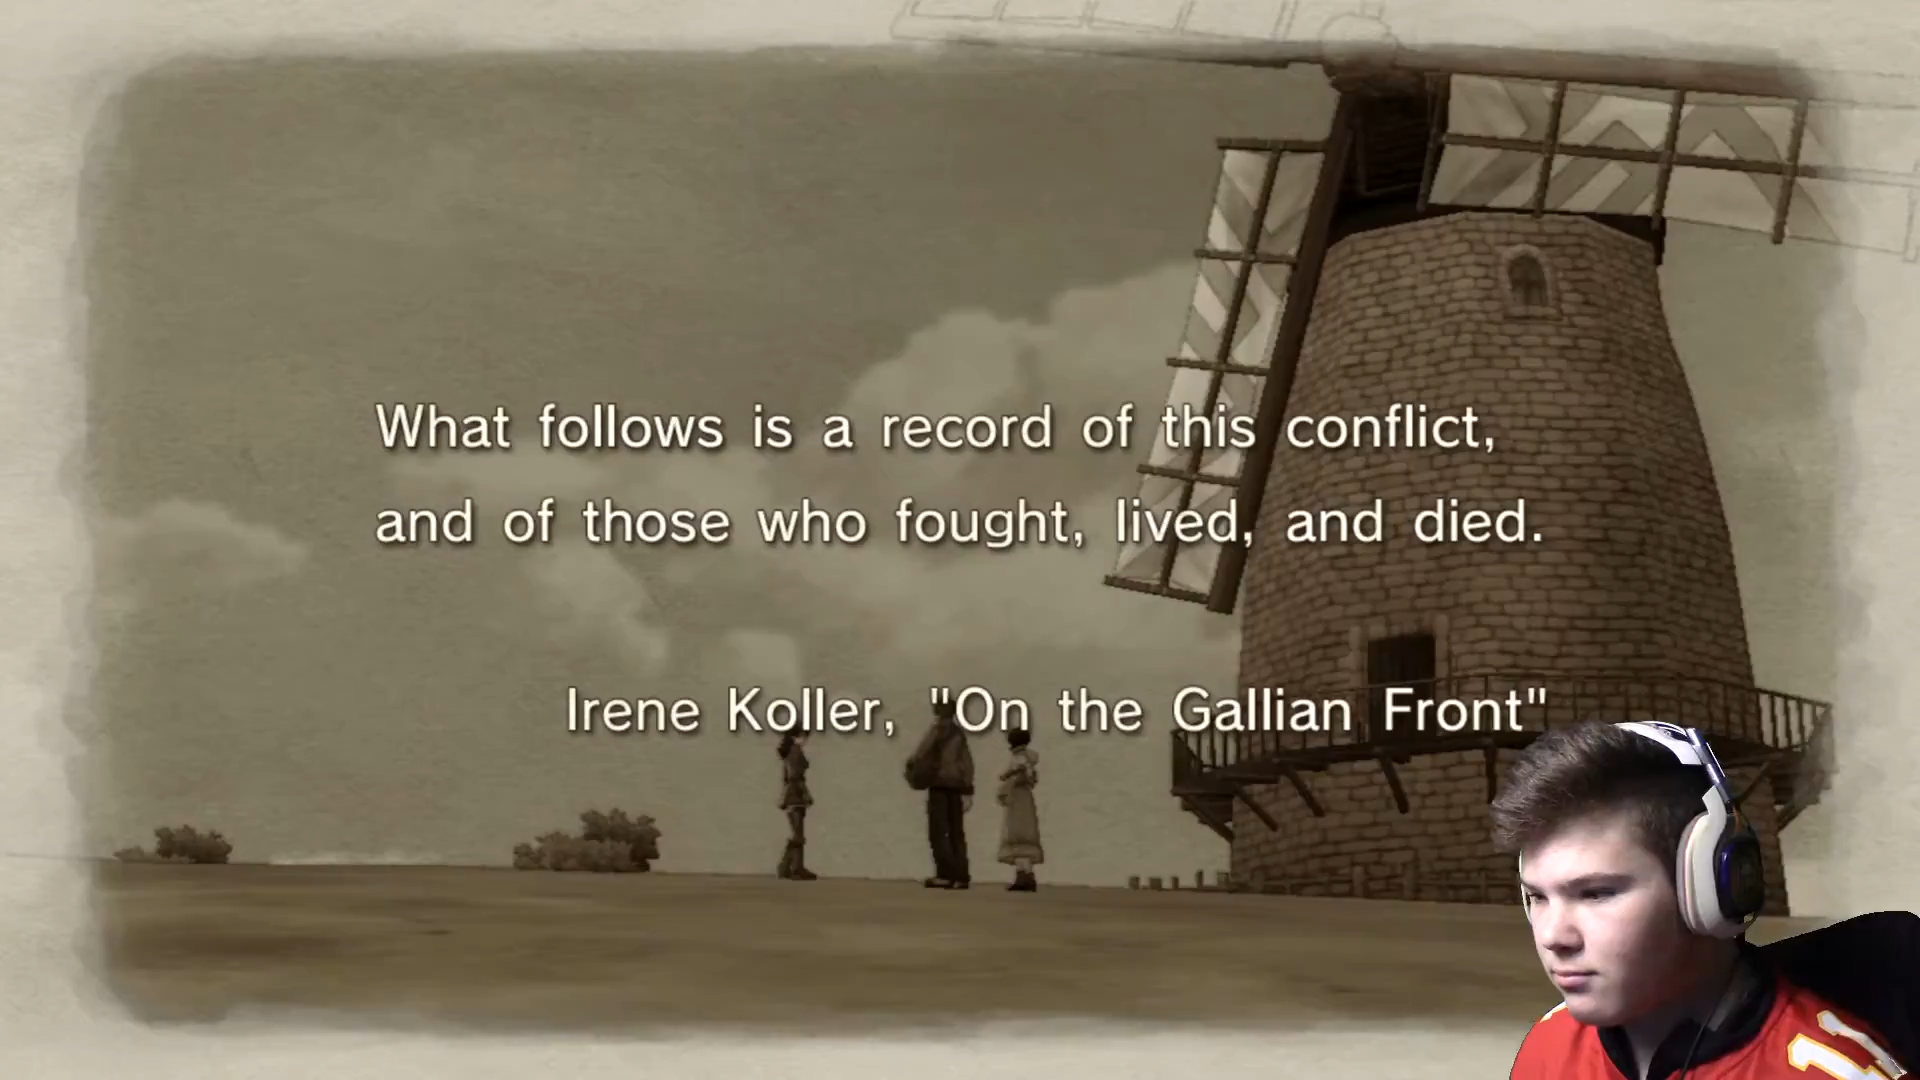 What follows is a record of this conflict,
and of those who fought, lived, and died.
Irene Koller, "On the Gallian Front"